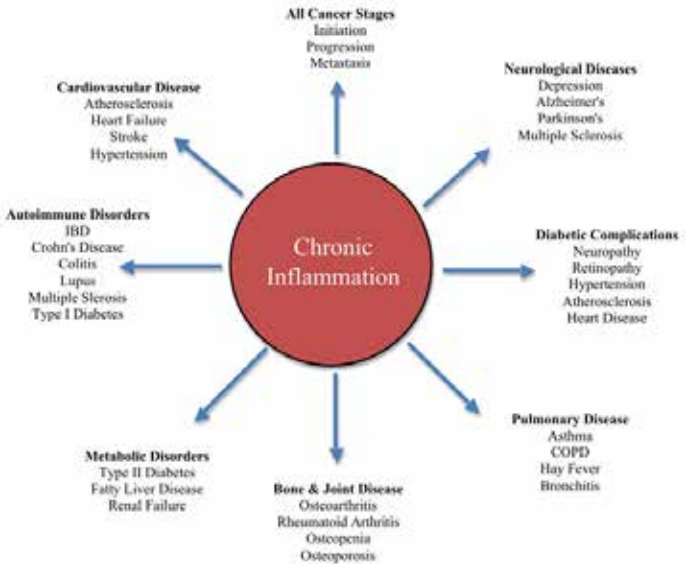 All Cancer Stages
Initiation
Progression
Metastasis
Neurological Diseases
Depression
Alzheimer's
Parkinson's
Multiple Sclerosis
Cardiovascular Disease
Atherosclerosis
Heart Failure
Stroke
Hypertension
Autoimmune Disorders
IBD
Crohn's Disease
Colitis
Lupus
Multiple Slerosis
Type I Diabetes
Chronic
Inflammation
Diabetic Complications
Neuropathy
Retinopathy
Hypertension
Atherosclerosis
Heart Disease
Metabolic Disorders
Type II Diabetes
Fatty Liver Disease
Renal Failure
Bone & Joint Disease
Osteoarthritis
Rheumatoid Arthritis
Osteopenia
Osteoporosis
Pulmonary Disease
Asthma
COPD
Hay Fever
Bronchitis